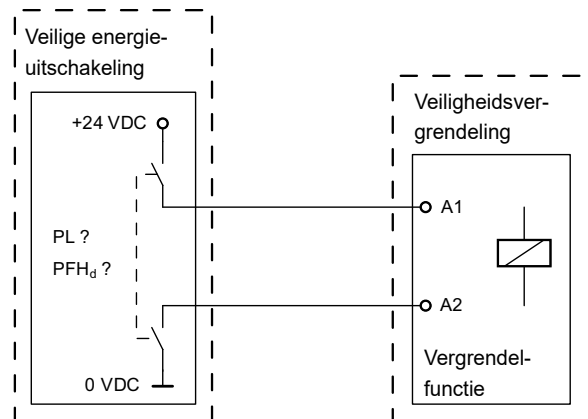 Veilige energie-
uitschakeling
+24 VDC
PL ?
PFHd ?
0 VDC
Veiligheidsver-
grendeling
A1
A2
Vergrendel-
functie